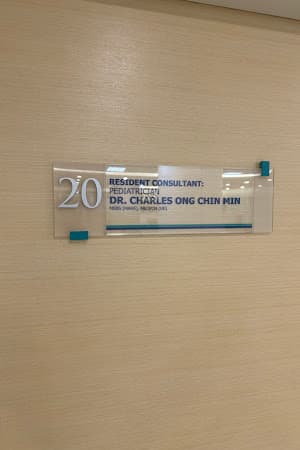 20
RESIDENT CONSULTANT:
PEDIATRICIAN
DR. CHARLES ONG CHIN MIN